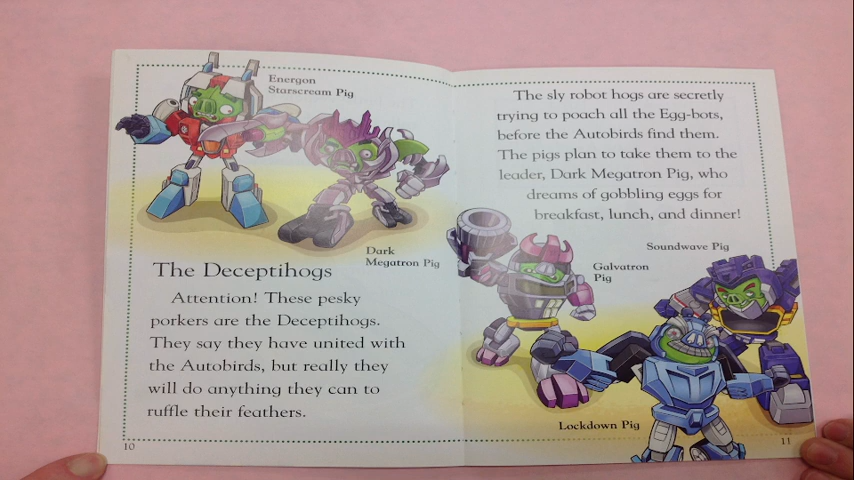 Energon
Starscream Pig
Dark
Megatron Pig
The Deceptihogs
Attention! These pesky
porkers are the Deceptihogs.
They say they have united with
the Autobirds, but really they
will do anything they can to
ruffle their feathers.
10
The sly robot hogs are secretly
trying to poach all the Egg-bots,
before the Autobirds find them.
The pigs plan to take them to the
leader, Dark Megatron Pig, who
dreams of gobbling eggs for
breakfast, lunch, and dinner!
Soundwave Pig
Galvatron
Pig
Lockdown Pig
11